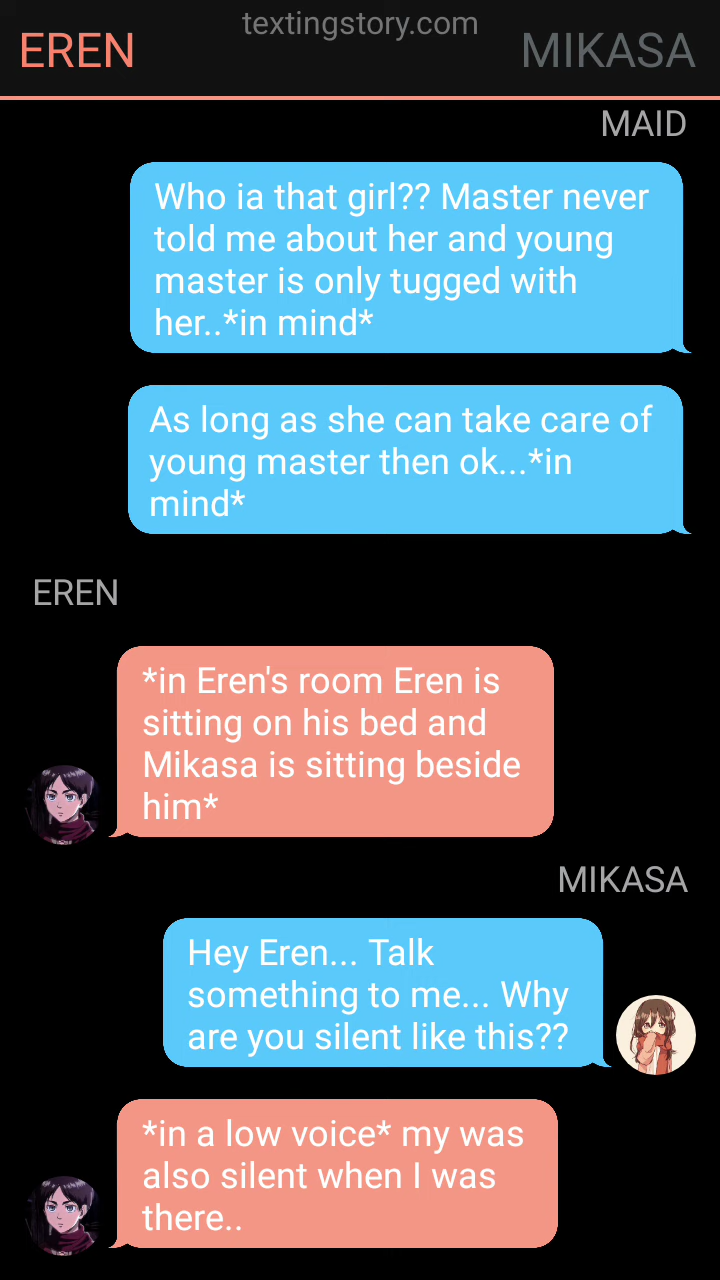 textingstory.com
EREN MIKASA
MAID
Who ia that girl?? Master never
told me about her and young
master is only tugged with
her..*in mind*
As long as she can take care of
young master then ok...*in
mind*
EREN
*in Eren's room Eren is
sitting on his bed and
Mikasa is sitting beside
him*
MIKASA
Hey Eren... Talk
something to me... Why
are you silent like this??
*in a low voice* my was
also silent when I was
there..